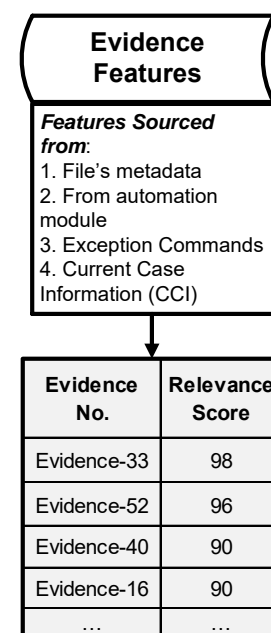 Evidence
Features
Features Sourced
from:
1. File's metadata
2. From automation
module
3. Exception Commands
4. Current Case
Information (CCI)
Evidence Relevance
No. Score
Evidence-33 98
Evidence-52 96
Evidence-40 90
Evidence-16 90
... ...